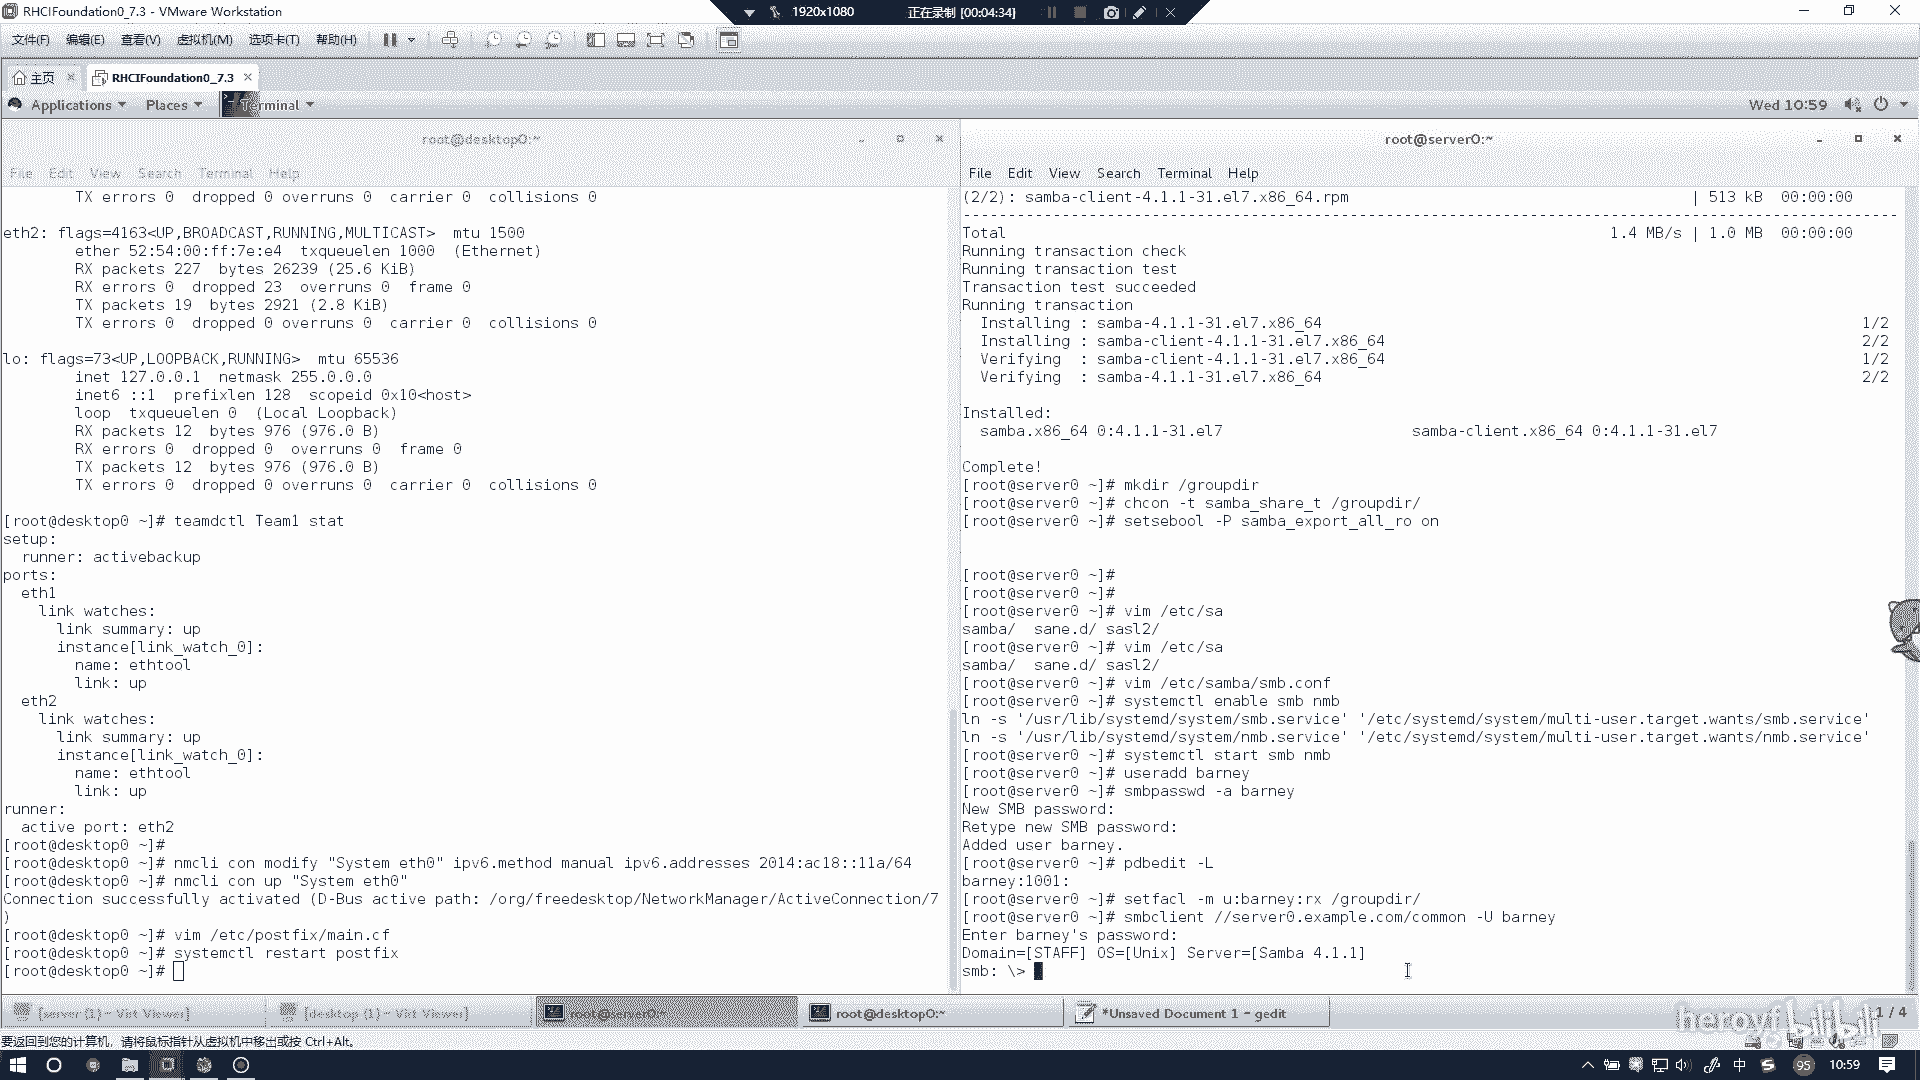 RHCIFoundation0_7.3 - VMware Workstation
1920x1080
正在录制 [00:04:34]
文件(F) 编辑(E) 查看(V) 虚拟机(M) 选项卡(T) 帮助(H)
主页
RHCIFoundation0_7.3
Applications Places Terminal
Wed 10:59
root@desktop0:~
File Edit View Search Terminal Help
TX errors 0 dropped 0 overruns 0 carrier 0 collisions 0
eth2: flags=4163<UP,BROADCAST,RUNNING,MULTICAST> mtu 1500
ether 52:54:00:ff:7e:e4 txqueuelen 1000 (Ethernet)
RX packets 227 bytes 26239 (25.6 KiB)
RX errors 0 dropped 23 overruns 0 frame 0
TX packets 19 bytes 2921 (2.8 KiB)
TX errors 0 dropped 0 overruns 0 carrier 0 collisions 0
lo: flags=73<UP,LOOPBACK,RUNNING> mtu 65536
inet 127.0.0.1 netmask 255.0.0.0
inet6 ::1 prefixlen 128 scopeid 0x10<host>
loop txqueuelen 0 (Local Loopback)
RX packets 12 bytes 976 (976.0 B)
RX errors 0 dropped 0 overruns 0 frame 0
TX packets 12 bytes 976 (976.0 B)
TX errors 0 dropped 0 overruns 0 carrier 0 collisions 0
[root@desktop0 ~]# teamdctl Team1 stat
setup:
runner: activebackup
ports:
eth1
link watches:
link summary: up
instance[link_watch_0]:
name: ethtool
link: up
eth2
link watches:
link summary: up
instance[link_watch_0]:
name: ethtool
link: up
runner:
active port: eth2
[root@desktop0 ~]#
[root@desktop0 ~]# nmcli con modify "System eth0" ipv6.method manual ipv6.addresses 2014:ac18::11a/64
[root@desktop0 ~]# nmcli con up "System eth0"
Connection successfully activated (D-Bus active path: /org/freedesktop/NetworkManager/ActiveConnection/7
)
[root@desktop0 ~]# vim /etc/postfix/main.cf
[root@desktop0 ~]# systemctl restart postfix
[root@desktop0 ~]#
root@server0:~
File Edit View Search Terminal Help
(2/2): samba-client-4.1.1-31.el7.x86_64.rpm | 513 kB 00:00:00
Total 1.4 MB/s | 1.0 MB 00:00:00
Running transaction check
Running transaction test
Transaction test succeeded
Running transaction
Installing : samba-4.1.1-31.el7.x86_64 1/2
Installing : samba-client-4.1.1-31.el7.x86_64 2/2
Verifying : samba-client-4.1.1-31.el7.x86_64 1/2
Verifying : samba-4.1.1-31.el7.x86_64 2/2
Installed:
samba.x86_64 0:4.1.1-31.el7 samba-client.x86_64 0:4.1.1-31.el7
Complete!
[root@server0 ~]# mkdir /groupdir
[root@server0 ~]# chcon -t samba_share_t /groupdir/
[root@server0 ~]# setsebool -P samba_export_all_ro on
[root@server0 ~]#
[root@server0 ~]#
[root@server0 ~]# vim /etc/sa
samba/ sane.d/ sasl2/
[root@server0 ~]# vim /etc/sa
samba/ sane.d/ sasl2/
[root@server0 ~]# vim /etc/samba/smb.conf
[root@server0 ~]# systemctl enable smb nmb
ln -s '/usr/lib/systemd/system/smb.service' '/etc/systemd/system/multi-user.target.wants/smb.service'
ln -s '/usr/lib/systemd/system/nmb.service' '/etc/systemd/system/multi-user.target.wants/nmb.service'
[root@server0 ~]# systemctl start smb nmb
[root@server0 ~]# useradd barney
[root@server0 ~]# smbpasswd -a barney
New SMB password:
Retype new SMB password:
Added user barney.
[root@server0 ~]# pdbedit -L
barney:1001:
[root@server0 ~]# setfacl -m u:barney:rx /groupdir/
[root@server0 ~]# smbclient //server0.example.com/common -U barney
Enter barney's password:
Domain=[STAFF] OS=[Unix] Server=[Samba 4.1.1]
smb: \>
[server (1) - Virt Viewer] [desktop (1) - Virt Viewer] root@server0:~ root@desktop0:~ *Unsaved Document 1 - gedit 1 / 4
heroyf bilibili
要返回到您的计算机，请将鼠标指针从虚拟机中移出或按 Ctrl+Alt。
中 95 10:59